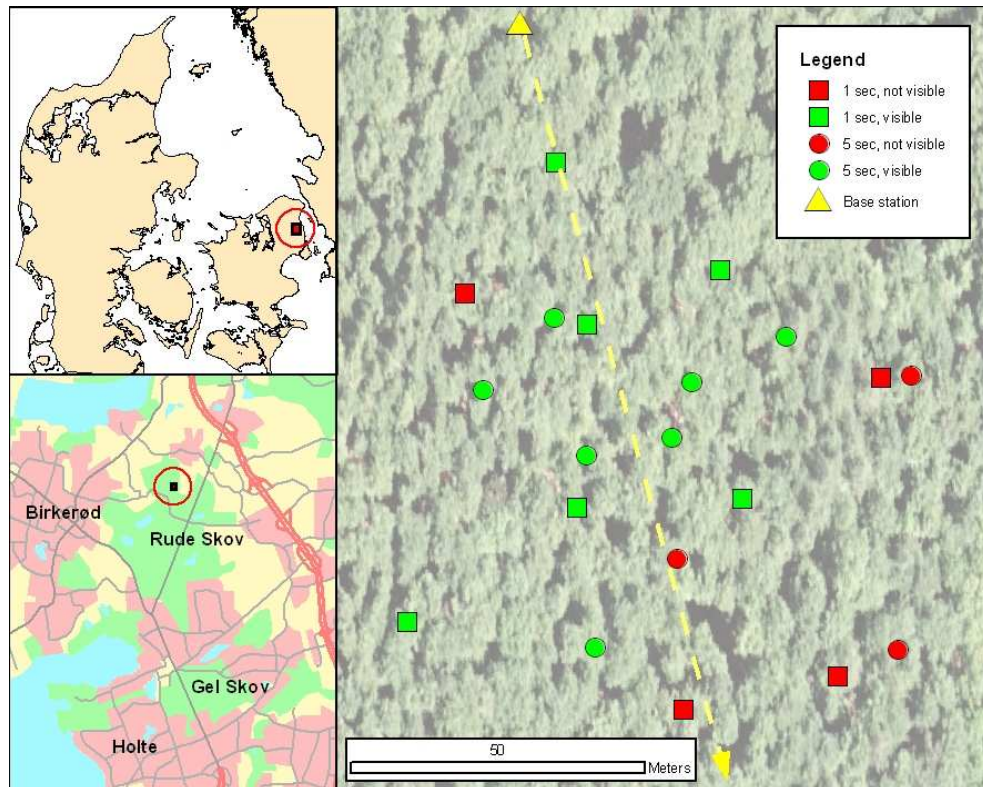 Legend
1 sec, not visible
1 sec, visible
5 sec, not visible
5 sec, visible
Base station
Birkerød
Rude Skov
Gel Skov
Holte
50
Meters